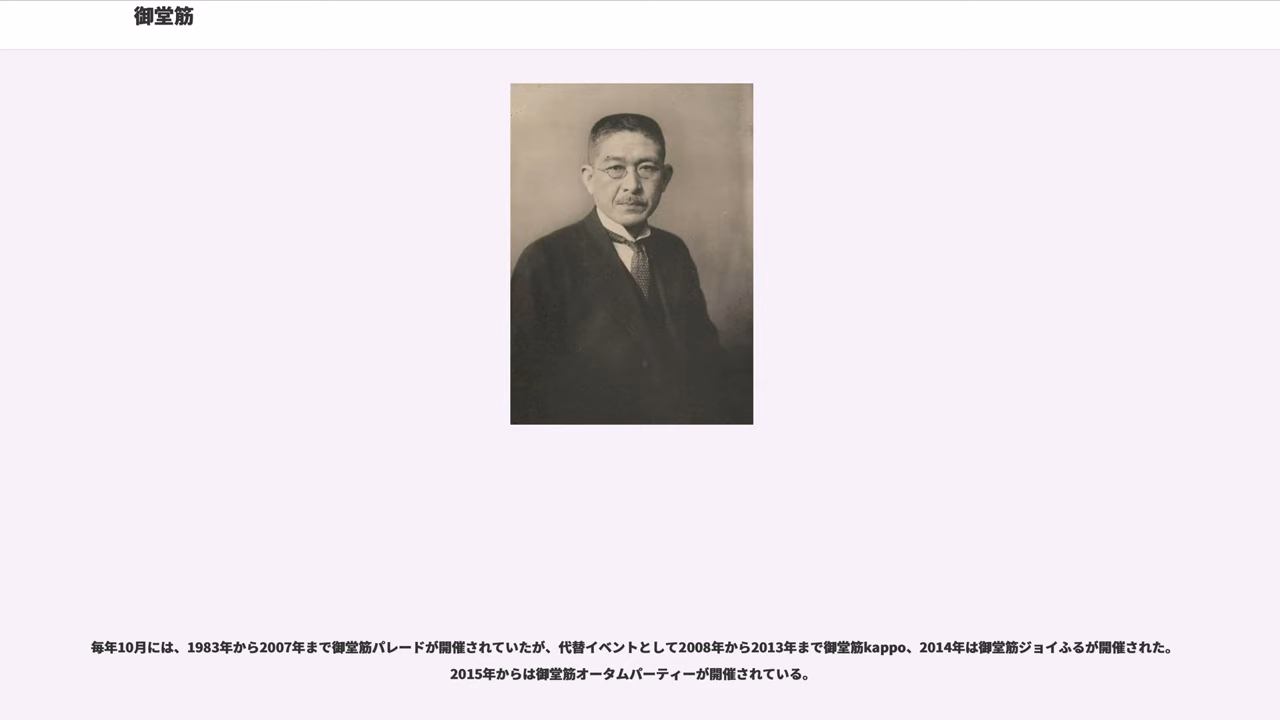 御堂筋
毎年10月には、1983年から2007年まで御堂筋パレードが開催されていたが、代替イベントとして2008年から2013年まで御堂筋kappo、2014年は御堂筋ジョイふるが開催された。
2015年からは御堂筋オータムパーティーが開催されている。